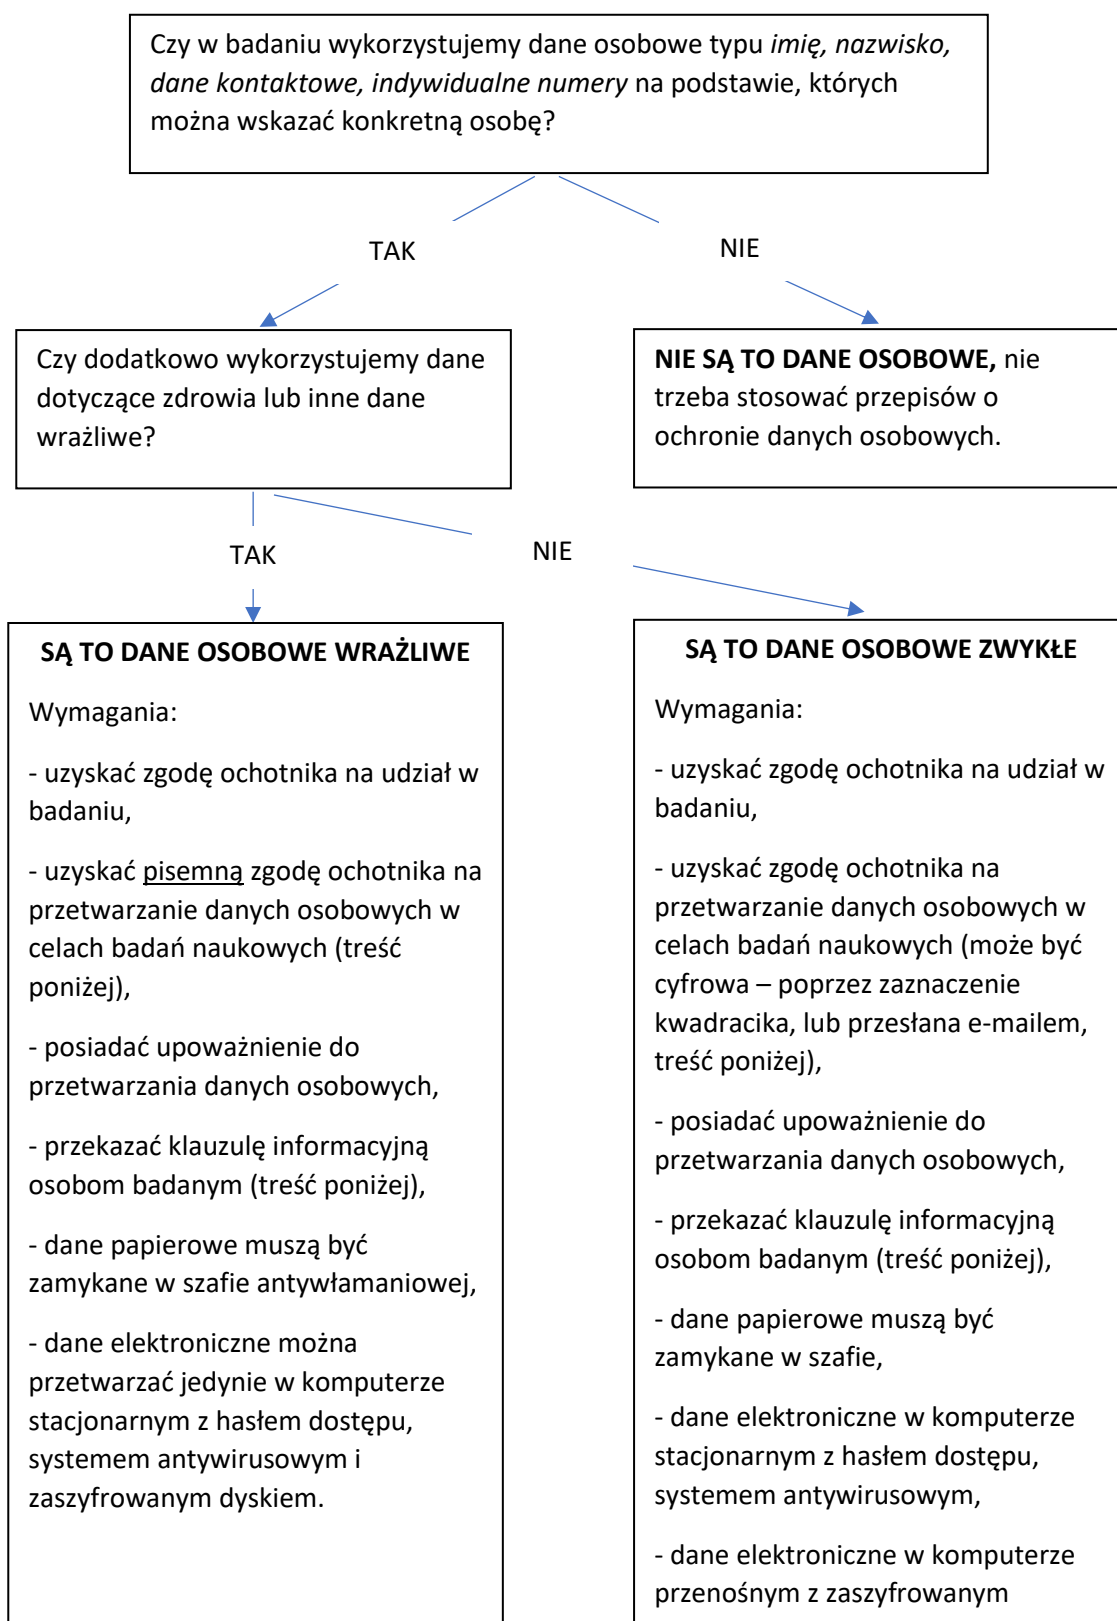 Czy w badaniu wykorzystujemy dane osobowe typu imię, nazwisko,
dane kontaktowe, indywidualne numery na podstawie, których
można wskazać konkretną osobę?
TAK
NIE
Czy dodatkowo wykorzystujemy dane
dotyczące zdrowia lub inne dane
wrażliwe?
NIE SĄ TO DANE OSOBOWE, nie
trzeba stosować przepisów o
ochronie danych osobowych.
TAK
NIE
SĄ TO DANE OSOBOWE WRAŻLIWE
Wymagania:
- uzyskać zgodę ochotnika na udział w
badaniu,
- uzyskać pisemną zgodę ochotnika na
przetwarzanie danych osobowych w
celach badań naukowych (treść
poniżej),
- posiadać upoważnienie do
przetwarzania danych osobowych,
- przekazać klauzulę informacyjną
osobom badanym (treść poniżej),
- dane papierowe muszą być
zamykane w szafie antywłamaniowej,
- dane elektroniczne można
przetwarzać jedynie w komputerze
stacjonarnym z hasłem dostępu,
systemem antywirusowym i
zaszyfrowanym dyskiem.
SĄ TO DANE OSOBOWE ZWYKŁE
Wymagania:
- uzyskać zgodę ochotnika na udział w
badaniu,
- uzyskać zgodę ochotnika na
przetwarzanie danych osobowych w
celach badań naukowych (może być
cyfrowa – poprzez zaznaczenie
kwadracika, lub przesłana e-mailem,
treść poniżej),
- posiadać upoważnienie do
przetwarzania danych osobowych,
- przekazać klauzulę informacyjną
osobom badanym (treść poniżej),
- dane papierowe muszą być
zamykane w szafie,
- dane elektroniczne w komputerze
stacjonarnym z hasłem dostępu,
systemem antywirusowym,
- dane elektroniczne w komputerze
przenośnym z zaszyfrowanym